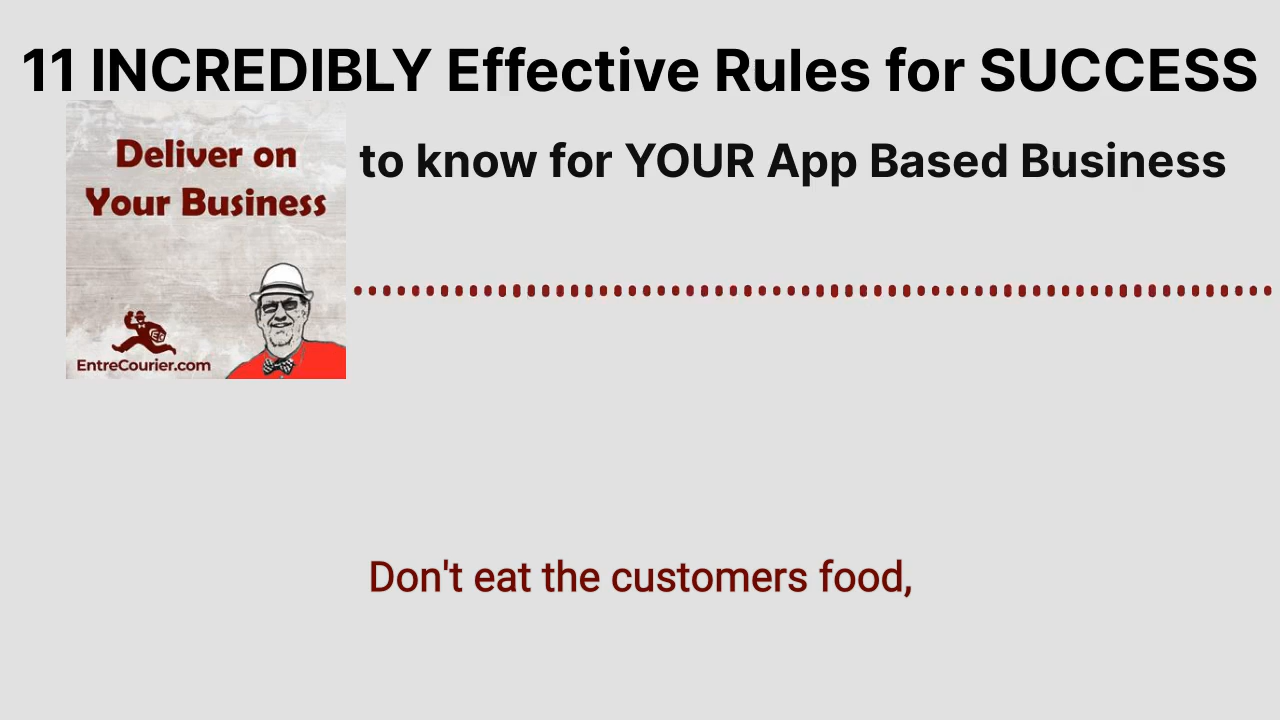 11 INCREDIBLY Effective Rules for SUCCESS
to know for YOUR App Based Business
Deliver on
Your Business
EntreCourier.com
Don't eat the customers food,